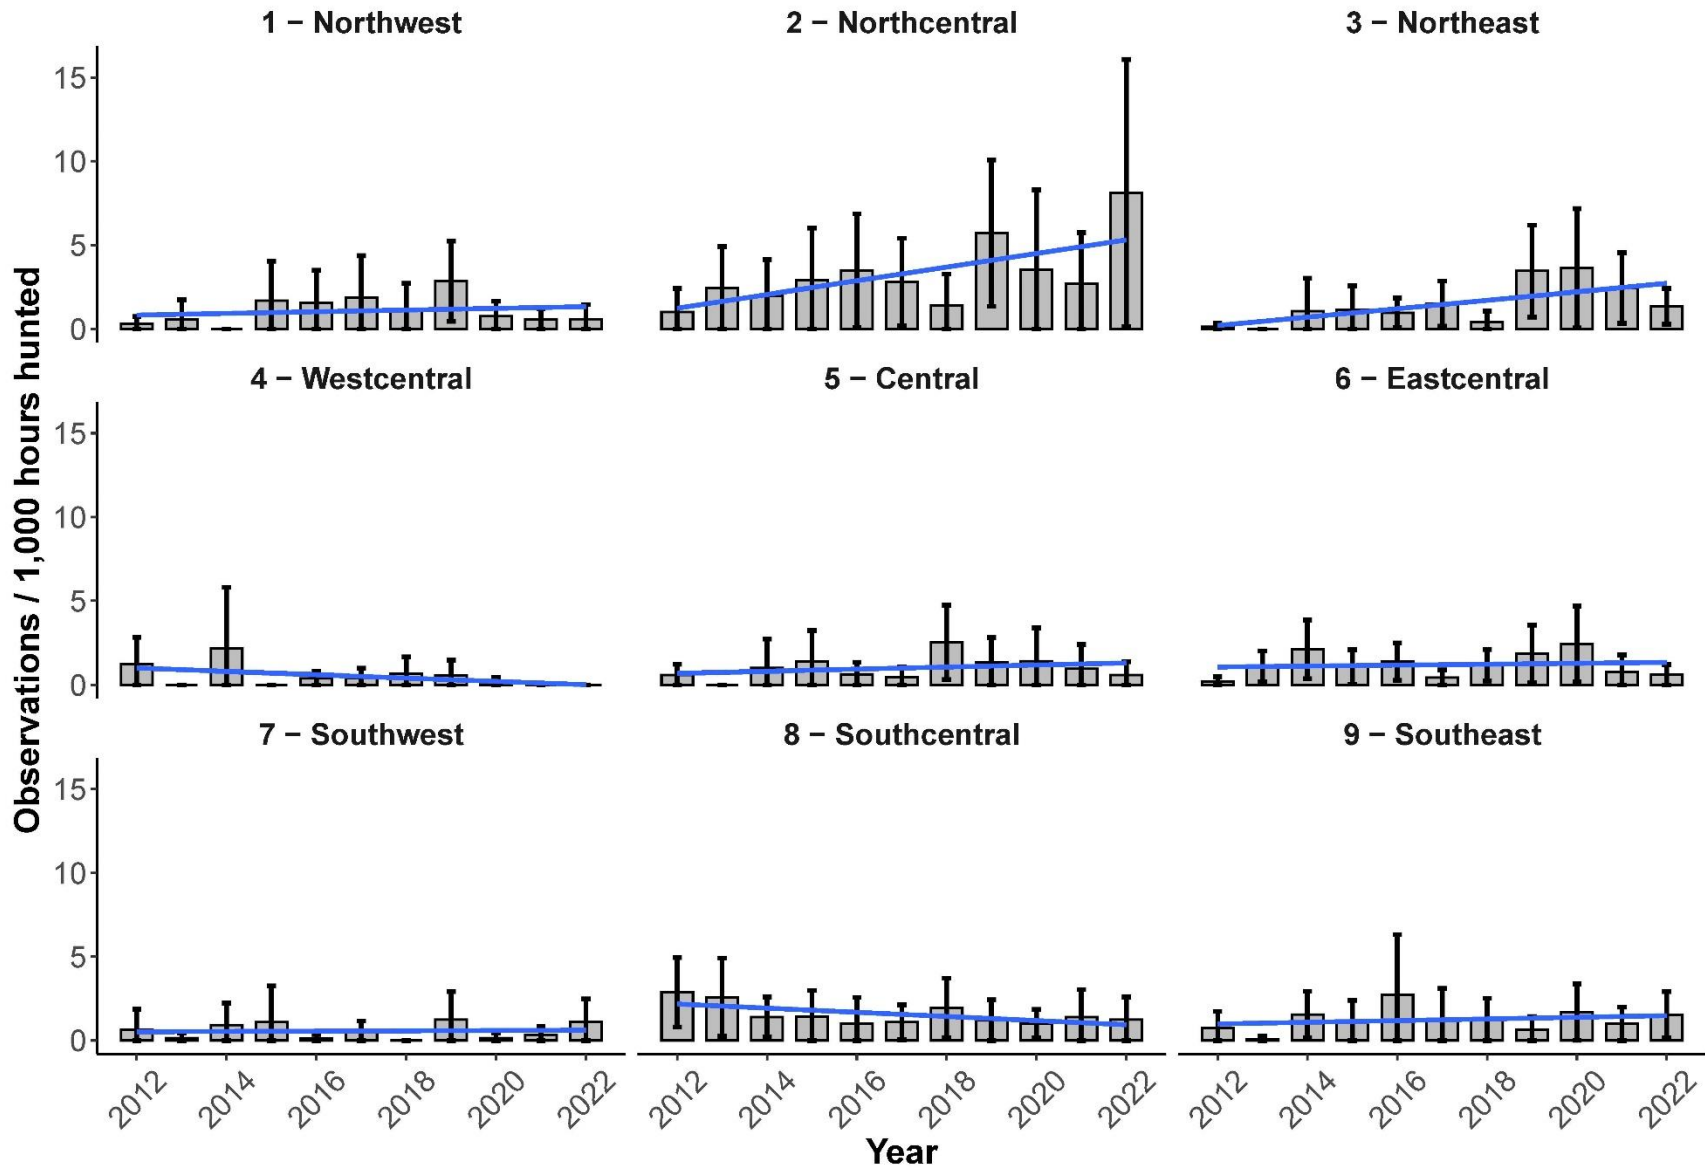 1 − Northwest
2 − Northcentral
3 − Northeast
15
10
5
0
4 − Westcentral
5 − Central
6 − Eastcentral
15
10
5
0
7 − Southwest
8 − Southcentral
9 − Southeast
15
10
5
0
2012
2014
2016
2018
2020
2022
2012
2014
2016
2018
2020
2022
2012
2014
2016
2018
2020
2022
Observations / 1,000 hours hunted
Year